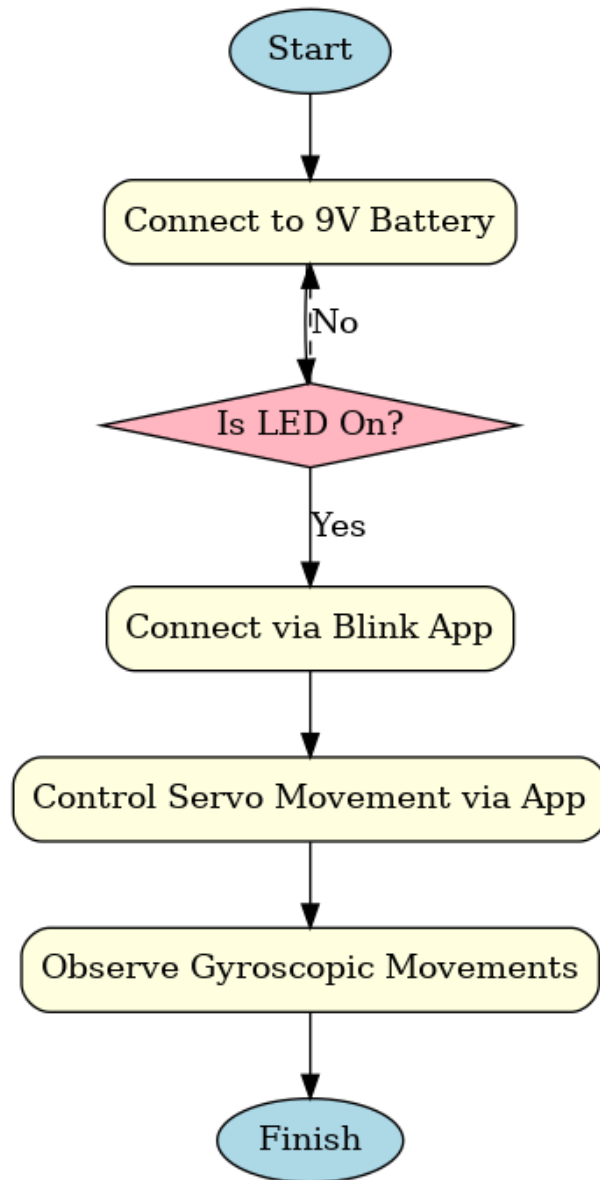 Start
Connect to 9V Battery
No
Is LED On?
Yes
Connect via Blink App
Control Servo Movement via App
Observe Gyroscopic Movements
Finish